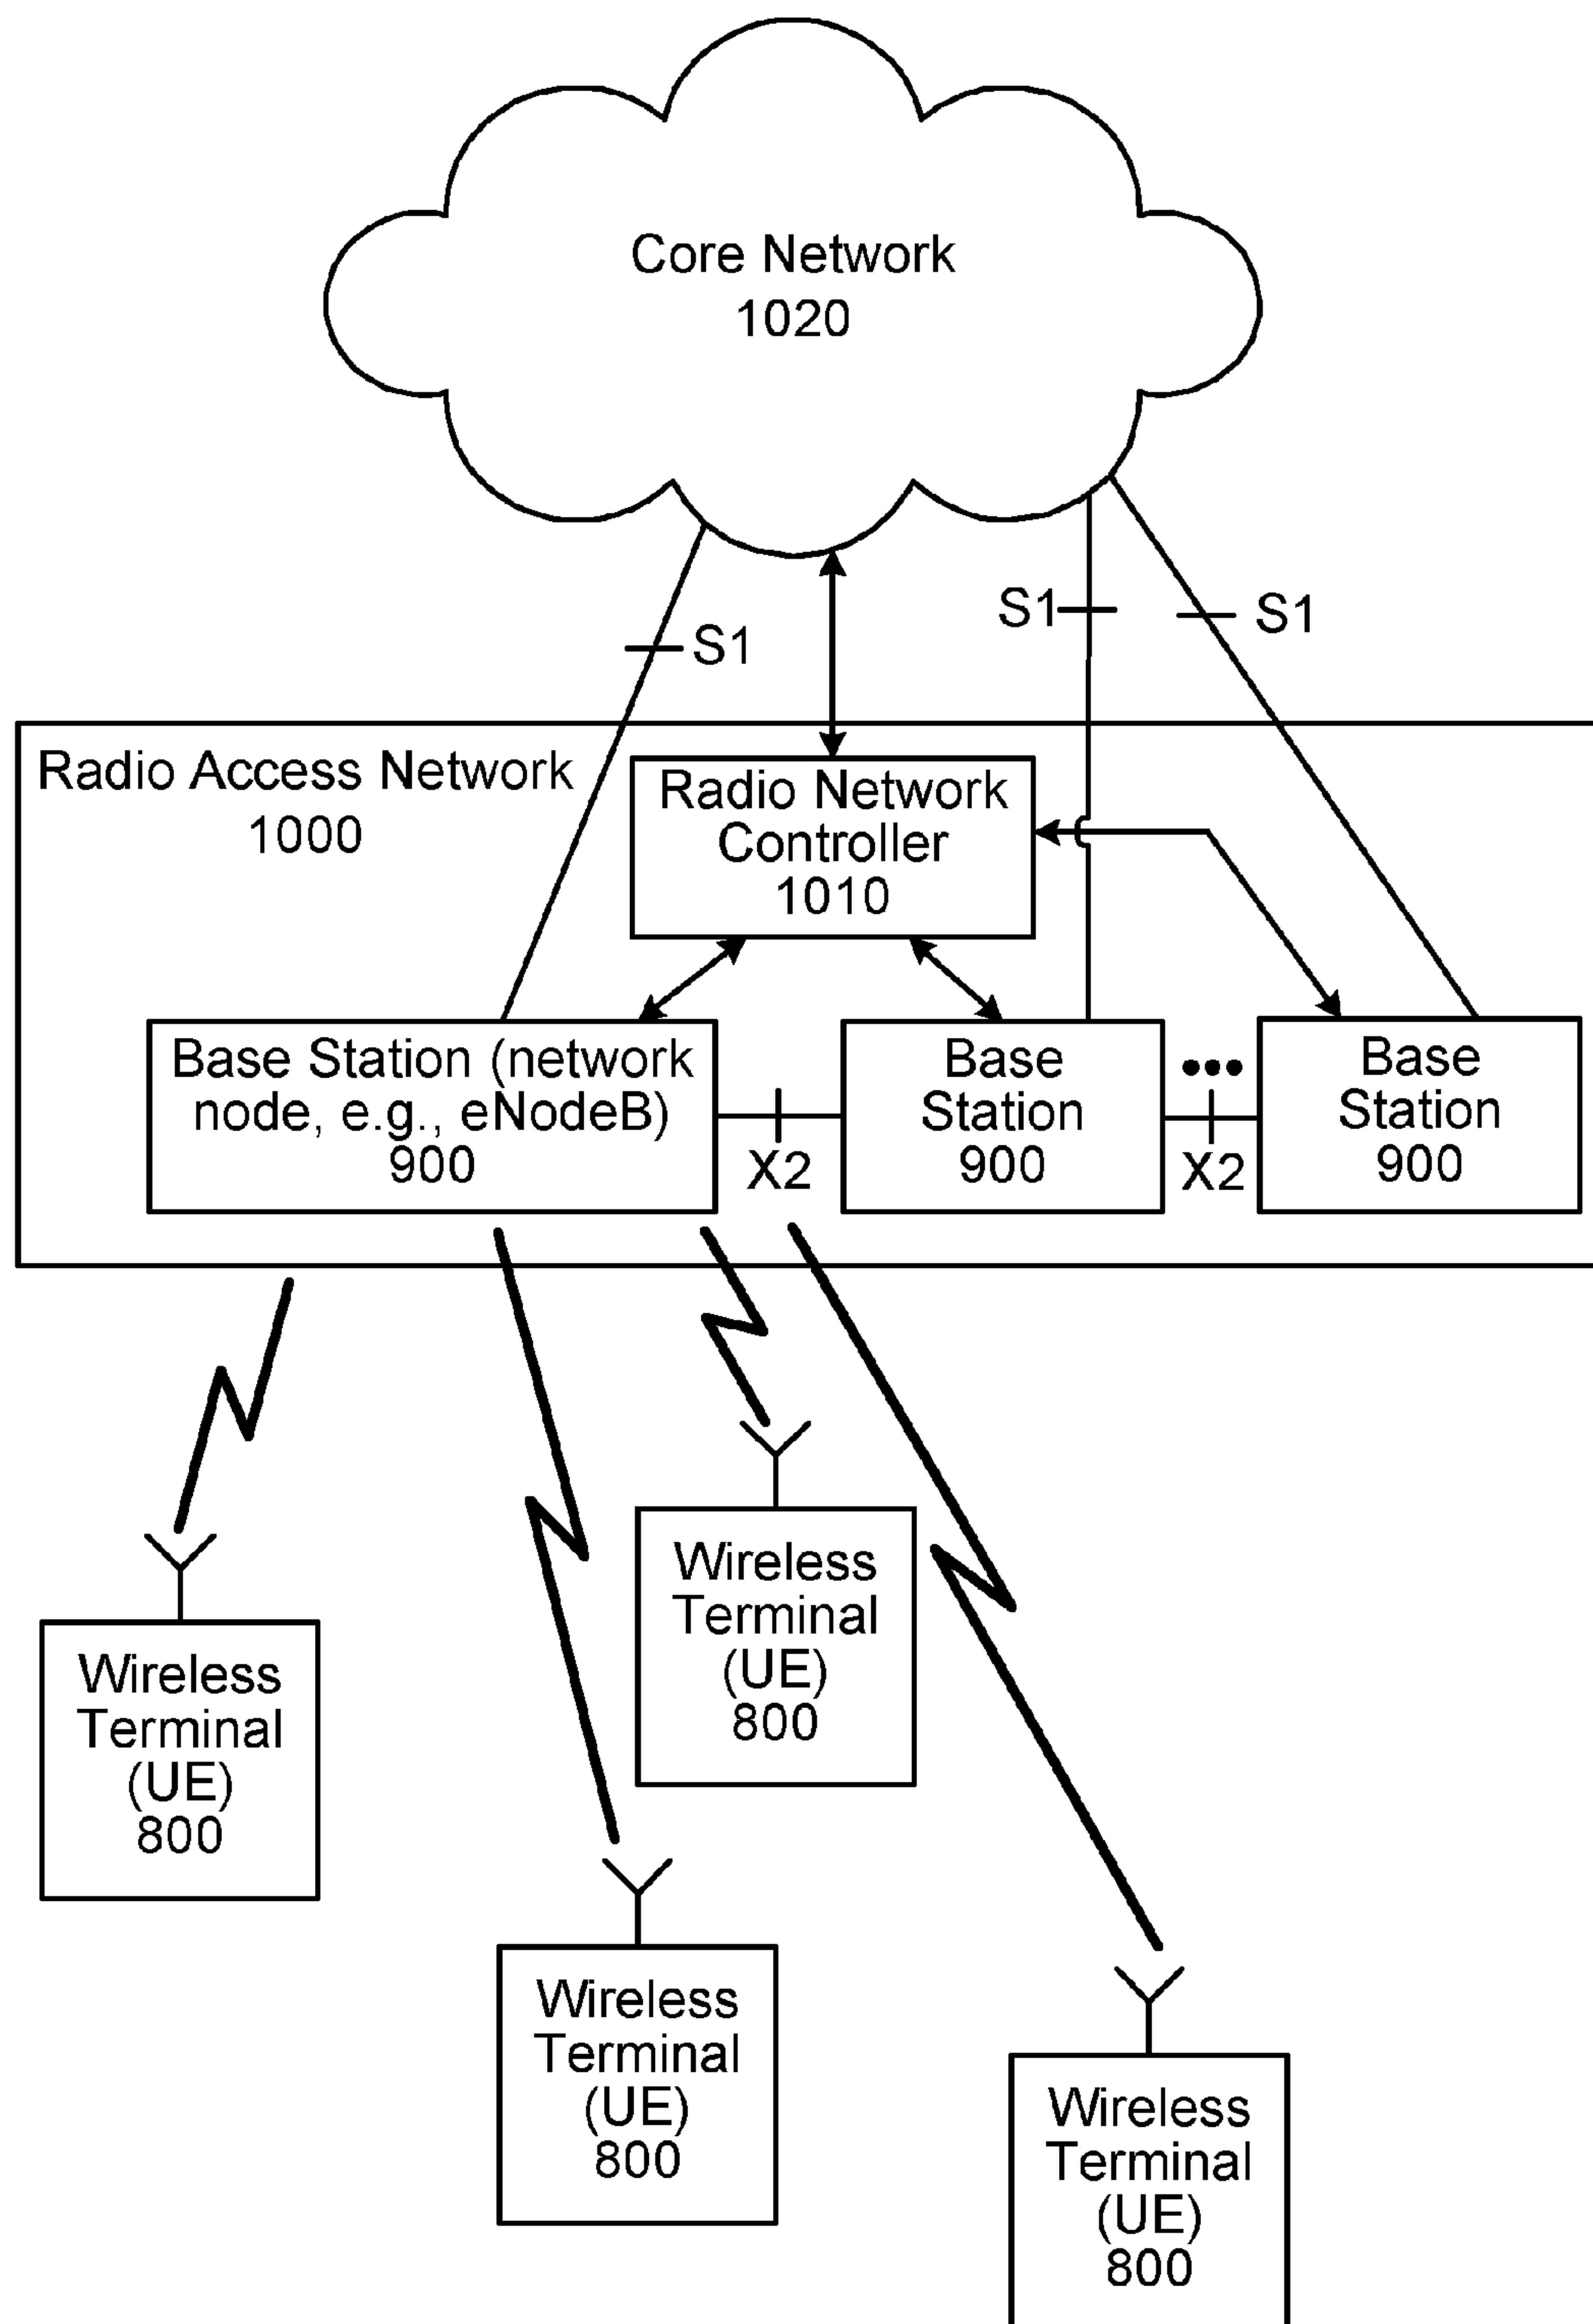 Core Network
1020
S1
S1
S1
Radio Access Network
1000
Radio Network
Controller
1010
Base Station (network
node, e.g., eNodeB)
900
X2
Base
Station
900
X2
Base
Station
900
Wireless
Terminal
(UE)
800
Wireless
Terminal
(UE)
800
Wireless
Terminal
(UE)
800
Wireless
Terminal
(UE)
800